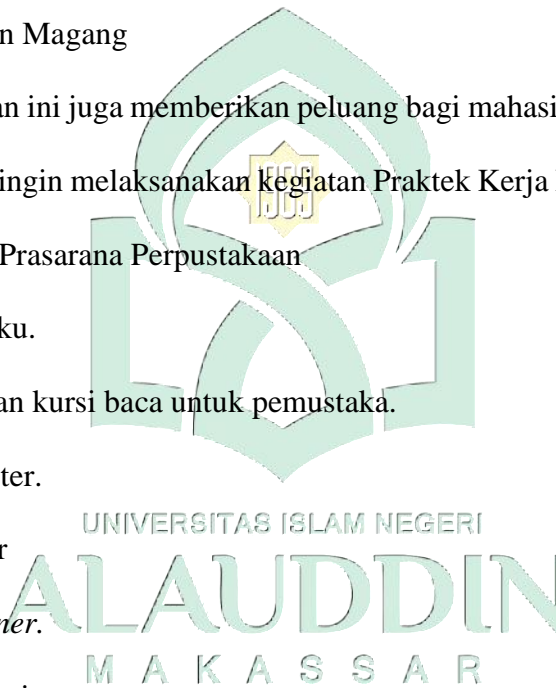 n Magang
an ini juga memberikan peluang bagi mahasi
ingin melaksanakan kegiatan Praktek Kerja
Prasarana Perpustakaan
ku.
an kursi baca untuk pemustaka.
ter.
UNIVERSITAS ISLAM NEGERI
r
ALAUDDIN
ner.
MAKASSAR